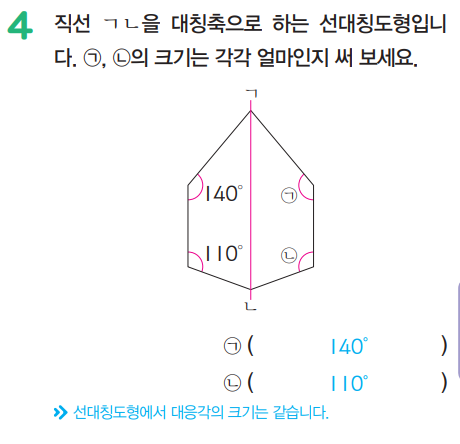 4 직선 ㄱㄴ을 대칭축으로 하는 선대칭도형입니
다. ㉠, ㉡의 크기는 각각 얼마인지 써 보세요.
ㄱ
140° ㉠
110° ㉡
ㄴ
㉠ ( 140° )
㉡ ( 110° )
선대칭도형에서 대응각의 크기는 같습니다.